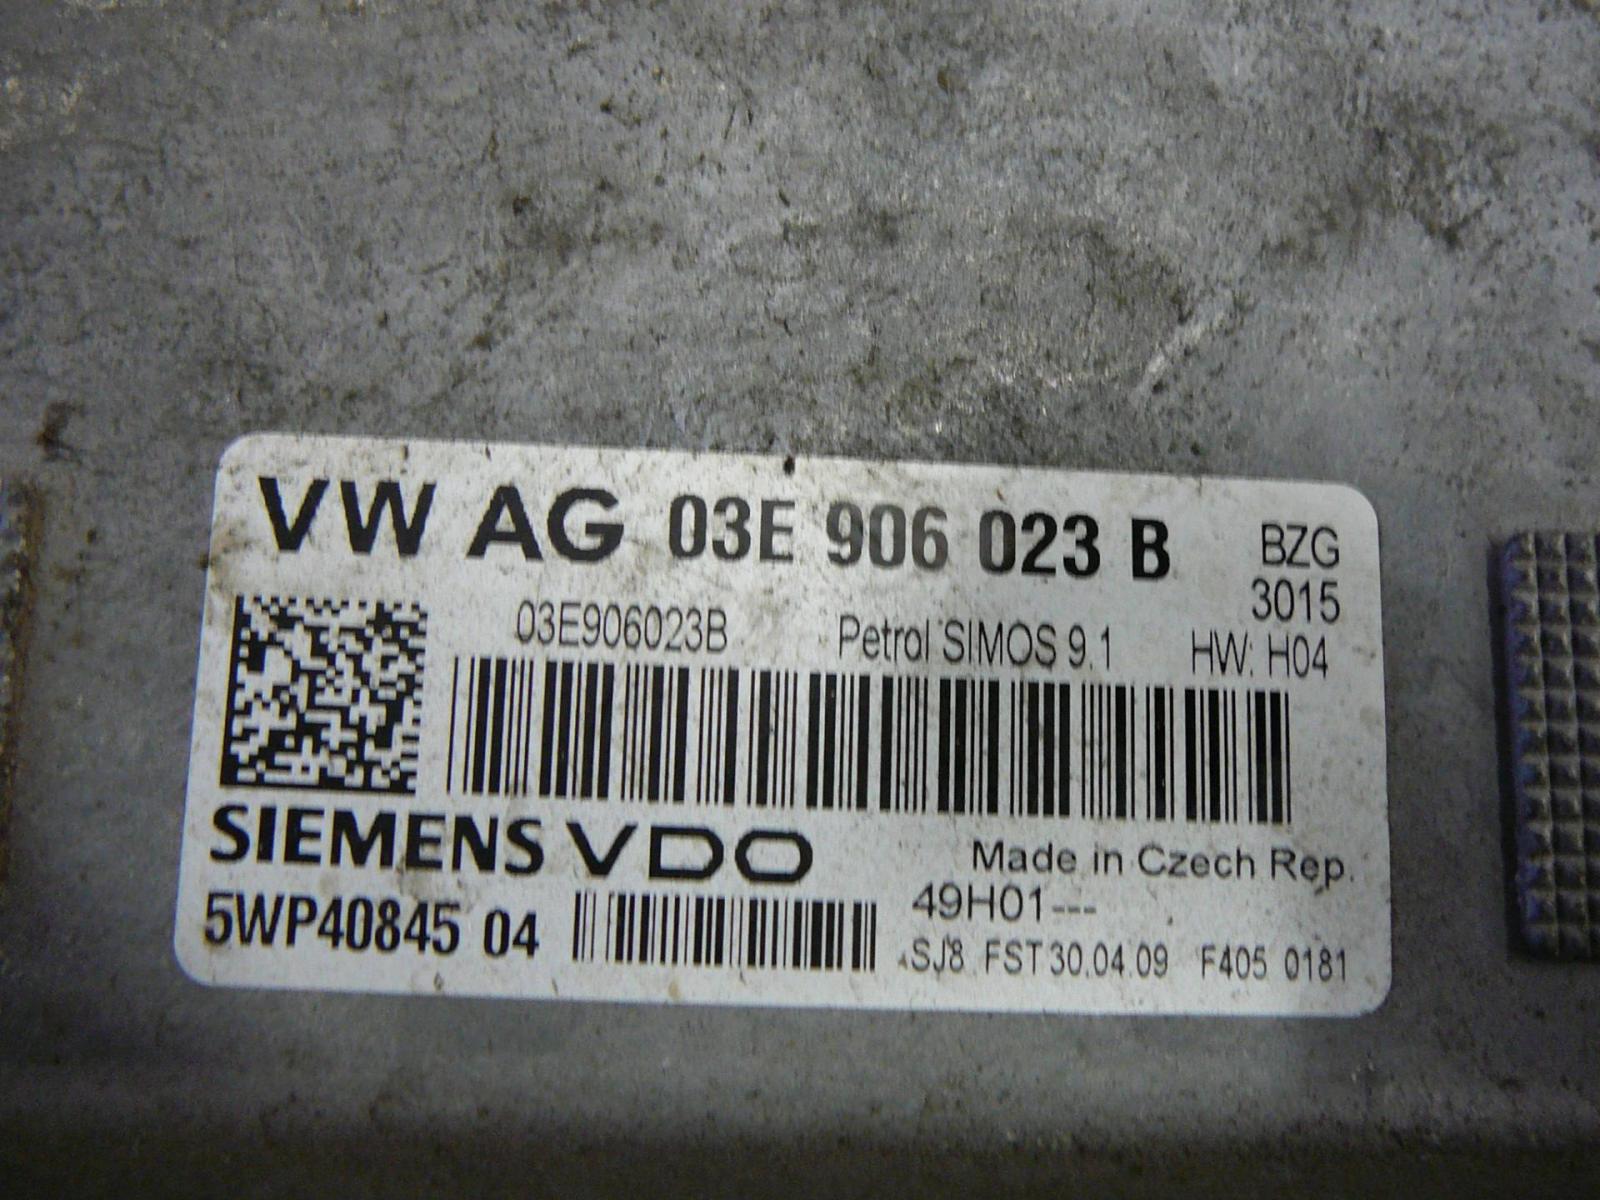 VW AG 03E 906 023 B BZG
3015
03E906023B Petrol SIMOS 9.1 HW: H04
SIEMENS VDO Made in Czech Rep.
49H01---
5WP40845 04 SJ8 FST 30.04.09 F405 0181